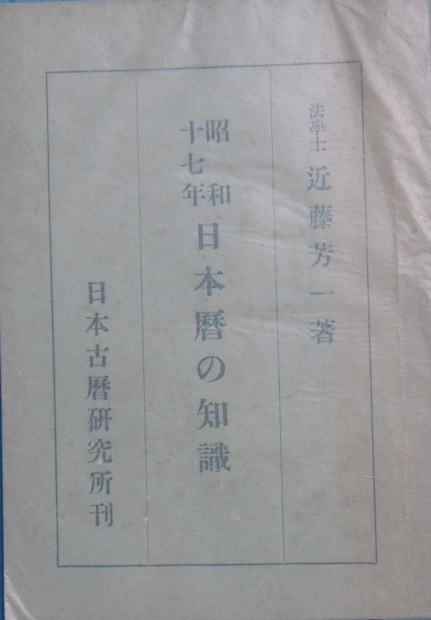 法學士 近藤芳一著
昭和十七年 日本暦の知識
日本古暦研究所刊